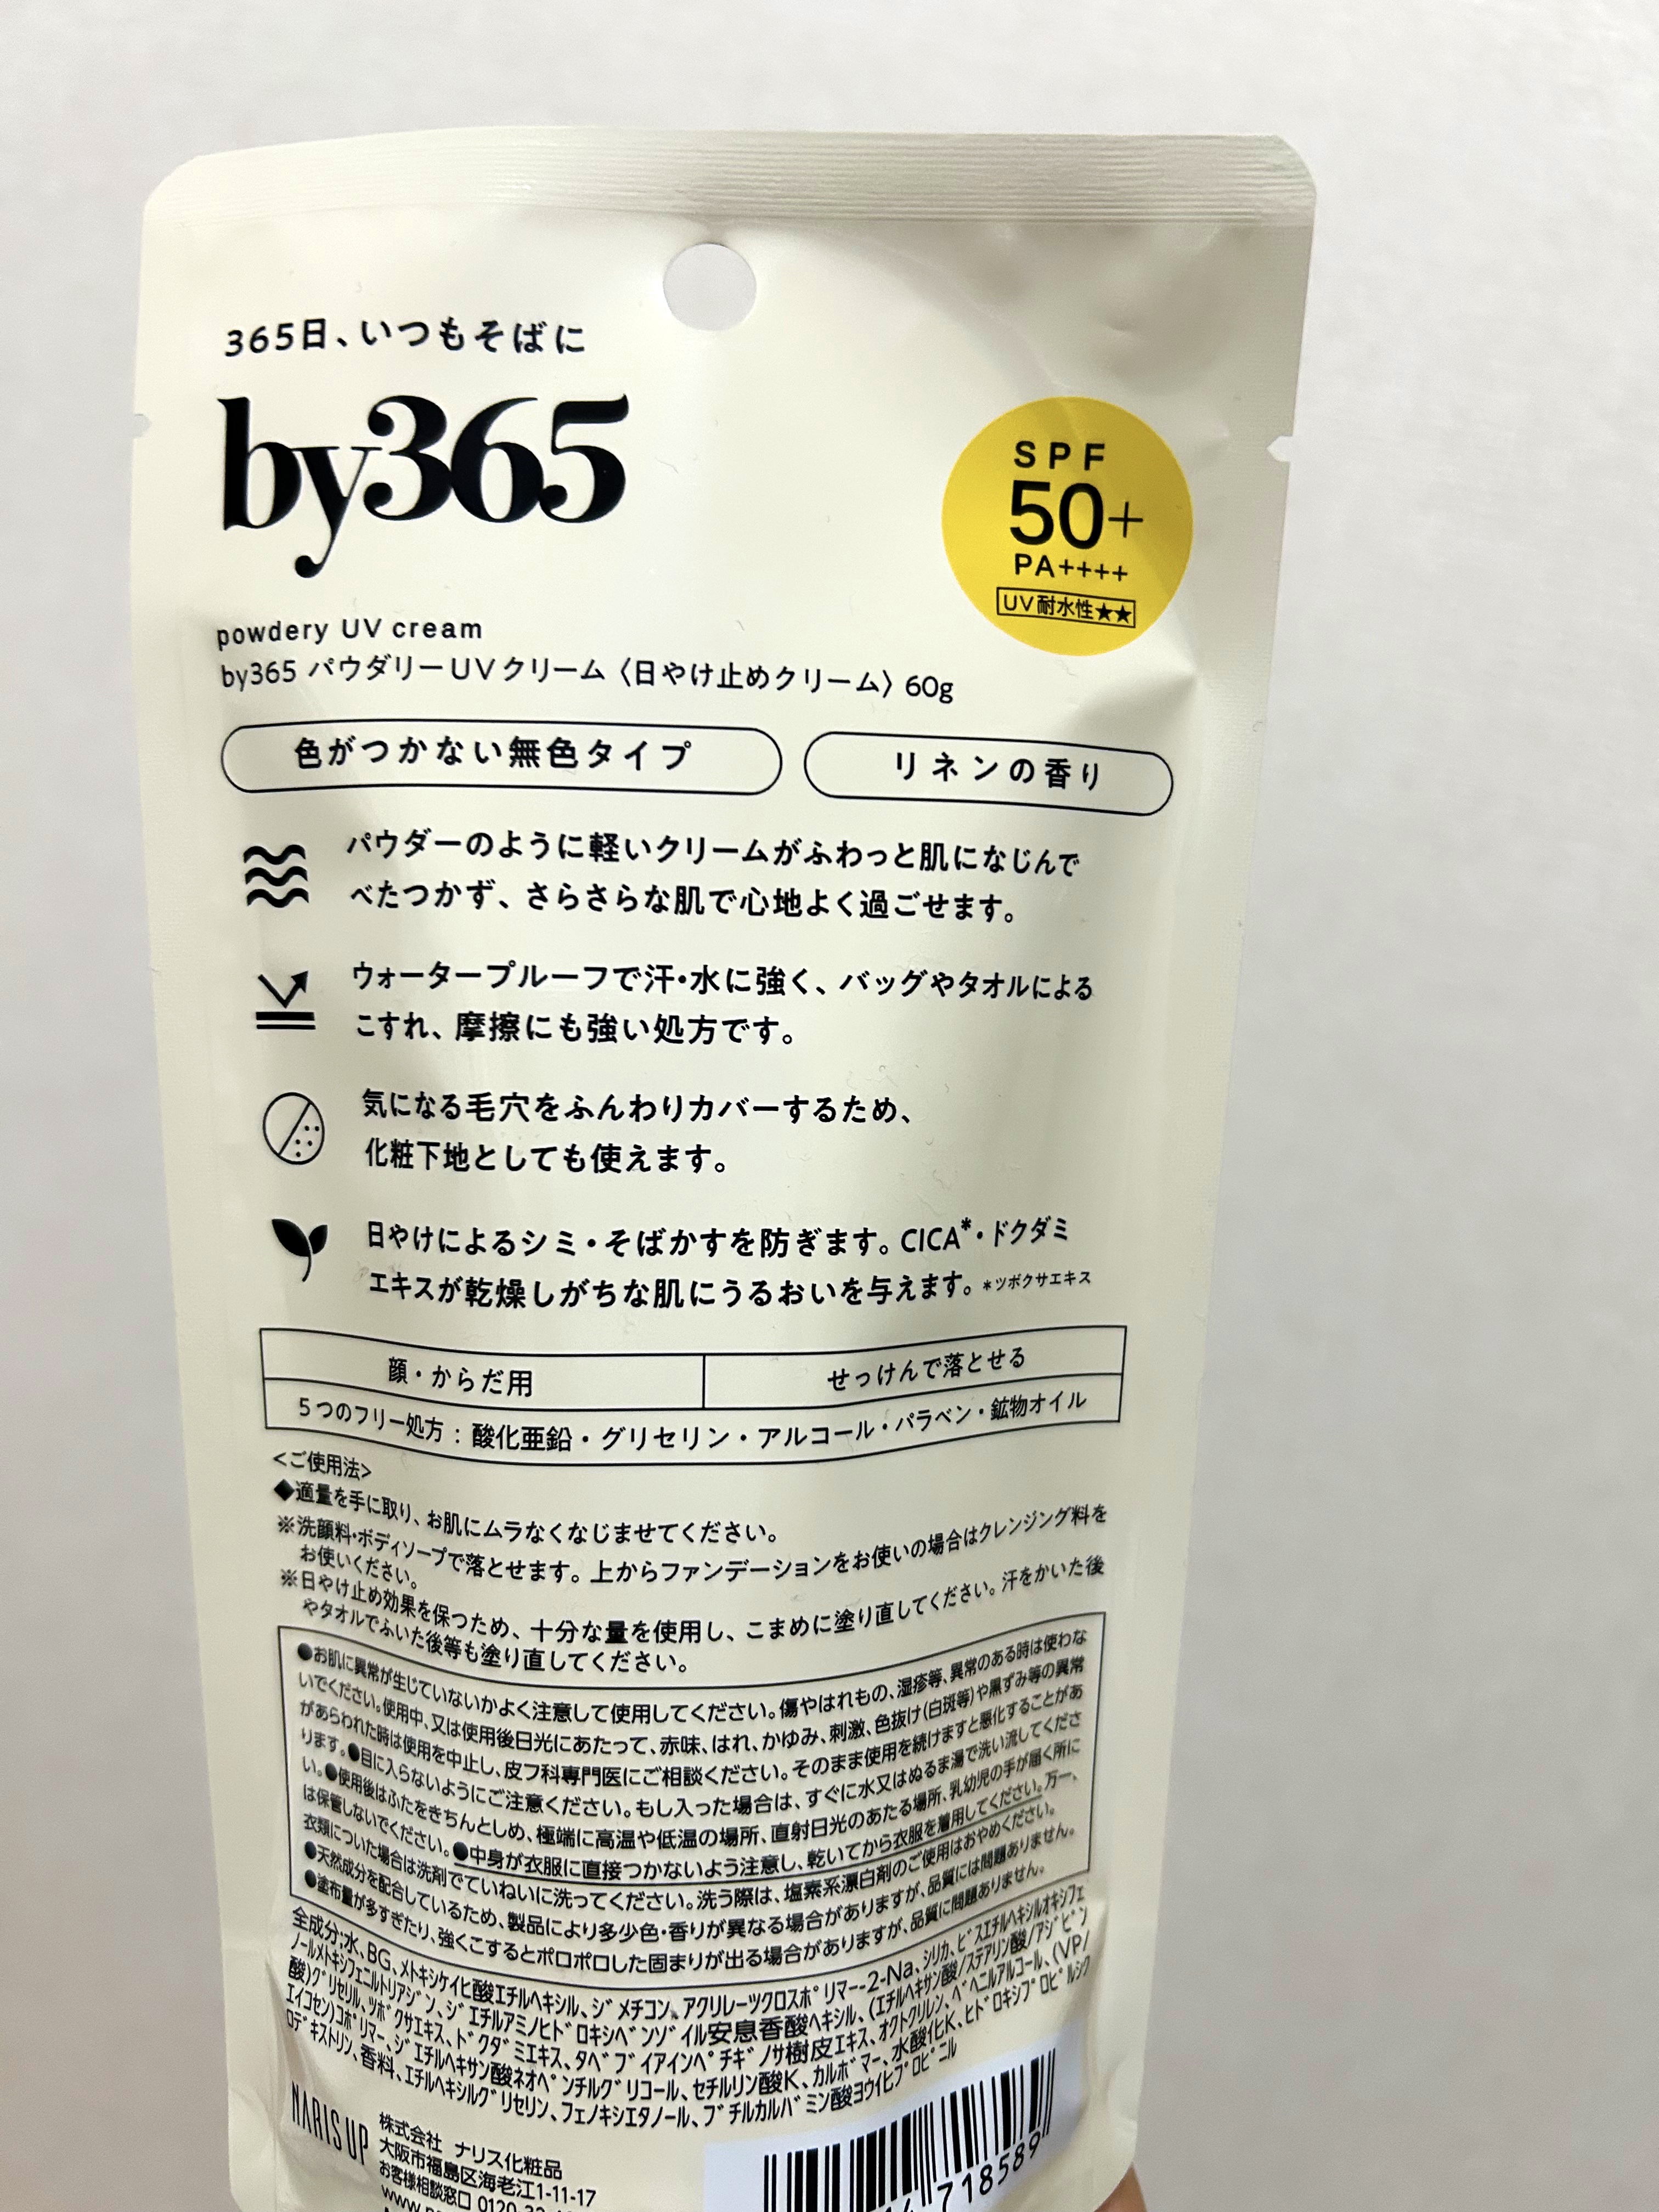 365日、いつもそばに
by365
SPF
50+
PA++++
UV耐水性★★
powdery UV cream
by365 パウダリーUVクリーム〈日やけ止めクリーム〉60g
色がつかない無色タイプ
リネンの香り
パウダーのように軽いクリームがふわっと肌になじんで
べたつかず、さらさらな肌で心地よく過ごせます。
ウォータープルーフで汗・水に強く、バッグやタオルによる
こすれ、摩擦にも強い処方です。
気になる毛穴をふんわりカバーするため、
化粧下地としても使えます。
日やけによるシミ・そばかすを防ぎます。CICA*・ドクダミ
エキスが乾燥しがちな肌にうるおいを与えます。*ツボクサエキス
顔・からだ用
せっけんで落とせる
5つのフリー処方：酸化亜鉛・グリセリン・アルコール・パラベン・鉱物オイル
<ご使用法>
◆適量を手に取り、お肌にムラなくなじませてください。
※洗顔料・ボディソープで落とせます。上からファンデーションをお使いの場合はクレンジング料を
お使いください。
※日やけ止め効果を保つため、十分な量を使用し、こまめに塗り直してください。汗をかいた後
やタオルでふいた後等も塗り直してください。
●お肌に異常が生じていないかよく注意して使用してください。傷やはれもの、湿疹等、異常のある時は使わな
いでください。使用中、又は使用後日光にあたって、赤味、はれ、かゆみ、刺激、色抜け(白斑等)や黒ずみ等の異常
があらわれた時は使用を中止し、皮フ科専門医にご相談ください。そのまま使用を続けますと悪化することがあ
ります。●目に入らないようにご注意ください。もし入った場合は、すぐに水又はぬるま湯で洗い流してくださ
い。●使用後はふたをきちんとしめ、極端に高温や低温の場所、直射日光のあたる場所、乳幼児の手が届く所に
は保管しないでください。●中身が衣服に直接つかないよう注意し、乾いてから衣服を着用してください。万一、
衣類についた場合は洗剤でていねいに洗ってください。洗う際は、塩素系漂白剤のご使用はおやめください。
●天然成分を配合しているため、製品により多少色・香りが異なる場合がありますが、品質には問題ありません。
●塗布量が多すぎたり、強くこするとポロポロした固まりが出る場合がありますが、品質に問題ありません。
全成分:水、BG、メトキシケイヒ酸エチルヘキシル、ジメチコン、アクリレーツクロスポリマー-2-Na、シリカ、ビスエチルヘキシルオキシフェ
ノールメトキシフェニルトリアジン、ジエチルアミノヒドロキシベンゾイル安息香酸ヘキシル、(エチルヘキサン酸/ステアリン酸/アジピン
酸)グリセリル、ツボクサエキス、ドクダミエキス、タベブイアインペチギノサ樹皮エキス、オクトクリレン、ベヘニルアルコール、(VP/
エイコセン)コポリマー、ジエチルヘキサン酸ネオペンチルグリコール、セチルリン酸K、カルボマー、水酸化K、ヒドロキシプロピルシク
ロデキストリン、香料、エチルヘキシルグリセリン、フェノキシエタノール、ブチルカルバミン酸ヨウ化プロピニル
NARIS UP
株式会社 ナリス化粧品
大阪市福島区海老江1-11-17
お客様相談窓口 0120-32-
718589